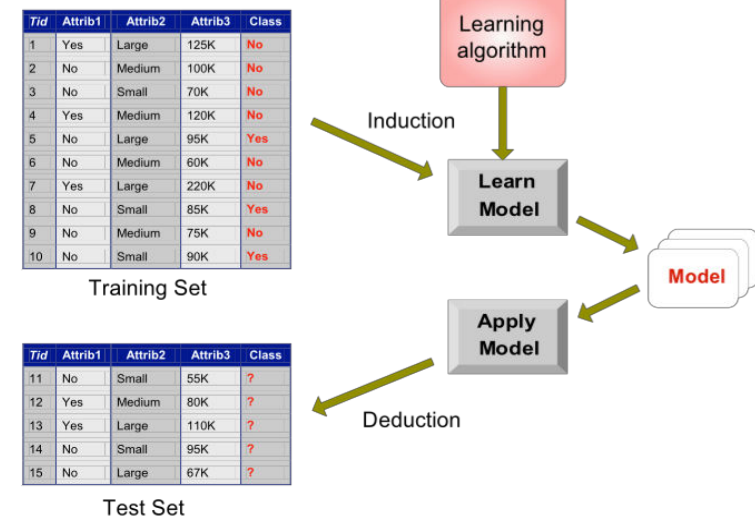 Tid Attrib1 Attrib2 Attrib3 Class
1 Yes Large 125K No
2 No Medium 100K No
3 No Small 70K No
4 Yes Medium 120K No
5 No Large 95K Yes
6 No Medium 60K No
7 Yes Large 220K No
8 No Small 85K Yes
9 No Medium 75K No
10 No Small 90K Yes
Training Set
Learning
algorithm
Induction
Learn
Model
Model
Apply
Model
Deduction
Tid Attrib1 Attrib2 Attrib3 Class
11 No Small 55K ?
12 Yes Medium 80K ?
13 Yes Large 110K ?
14 No Small 95K ?
15 No Large 67K ?
Test Set